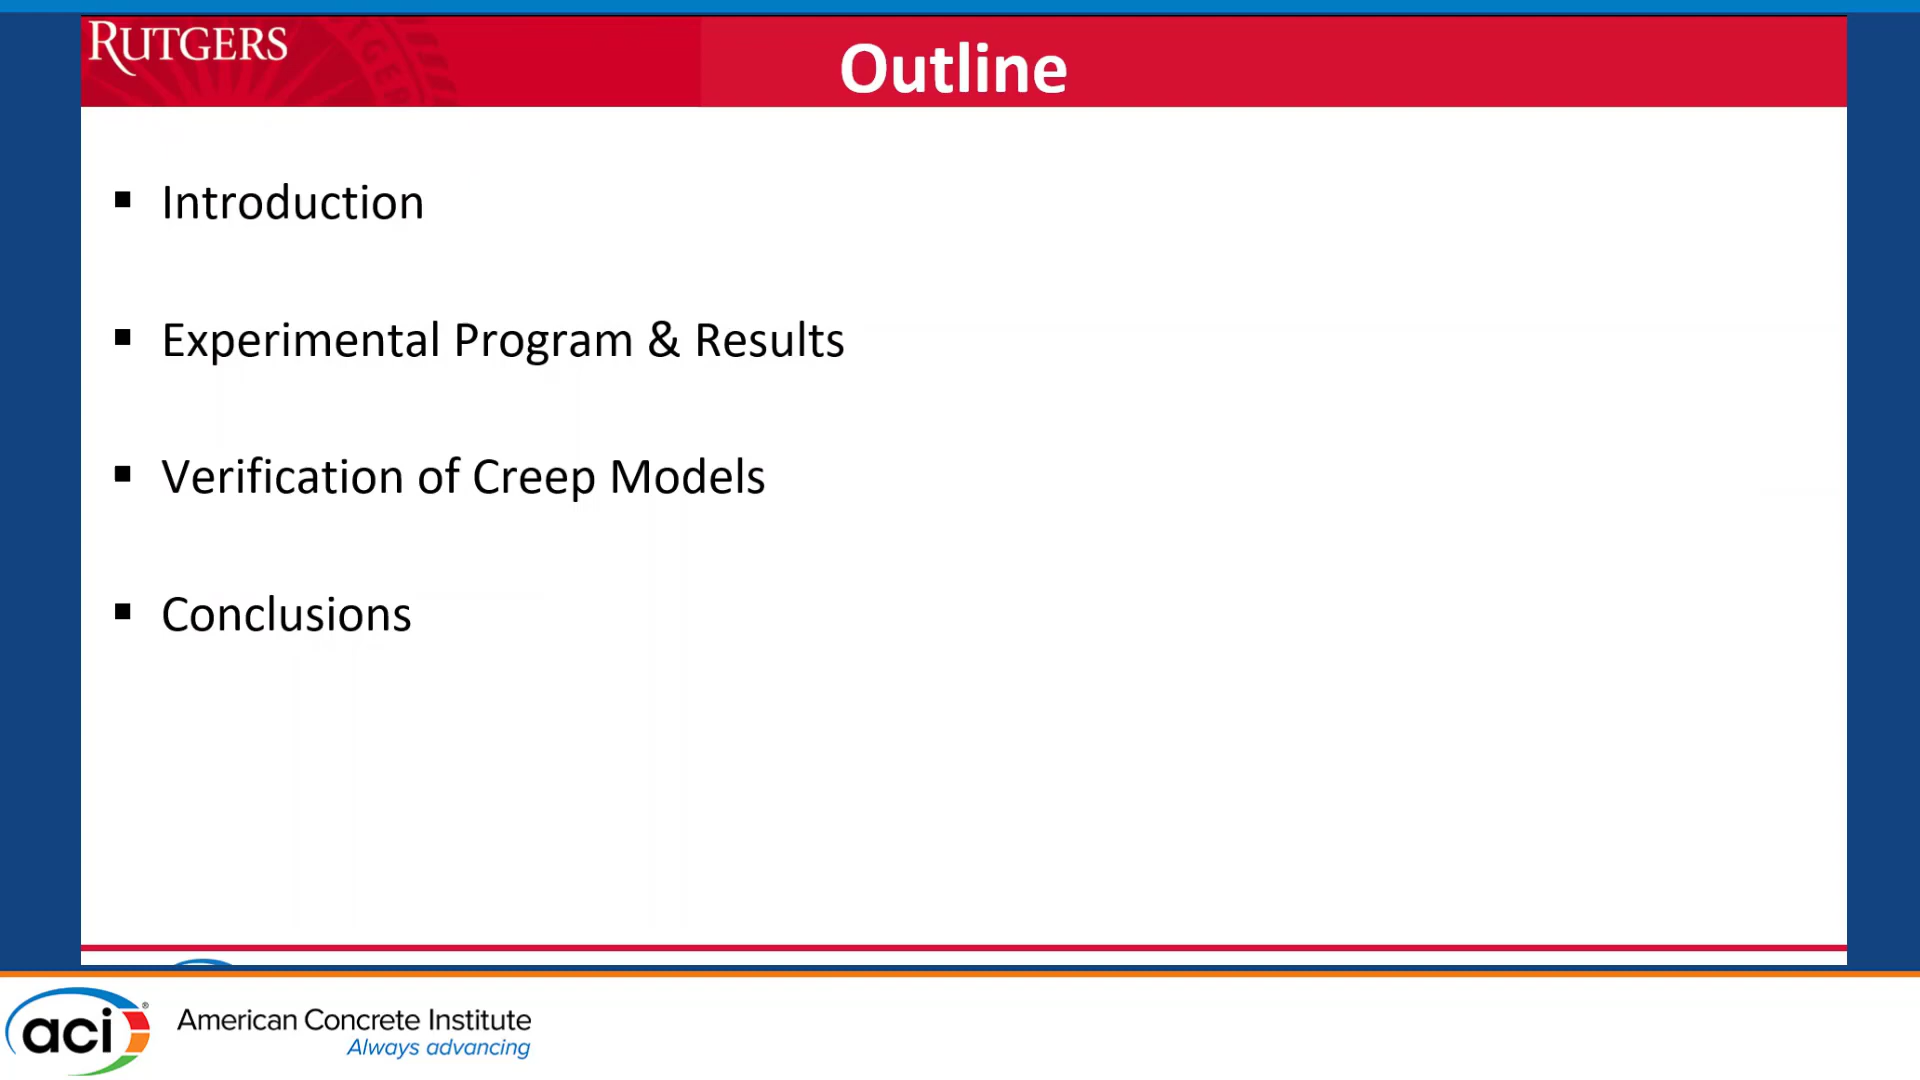 RUTGERS
Outline
▪ Introduction
▪ Experimental Program & Results
▪ Verification of Creep Models
▪ Conclusions
aci®
American Concrete Institute
Always advancing